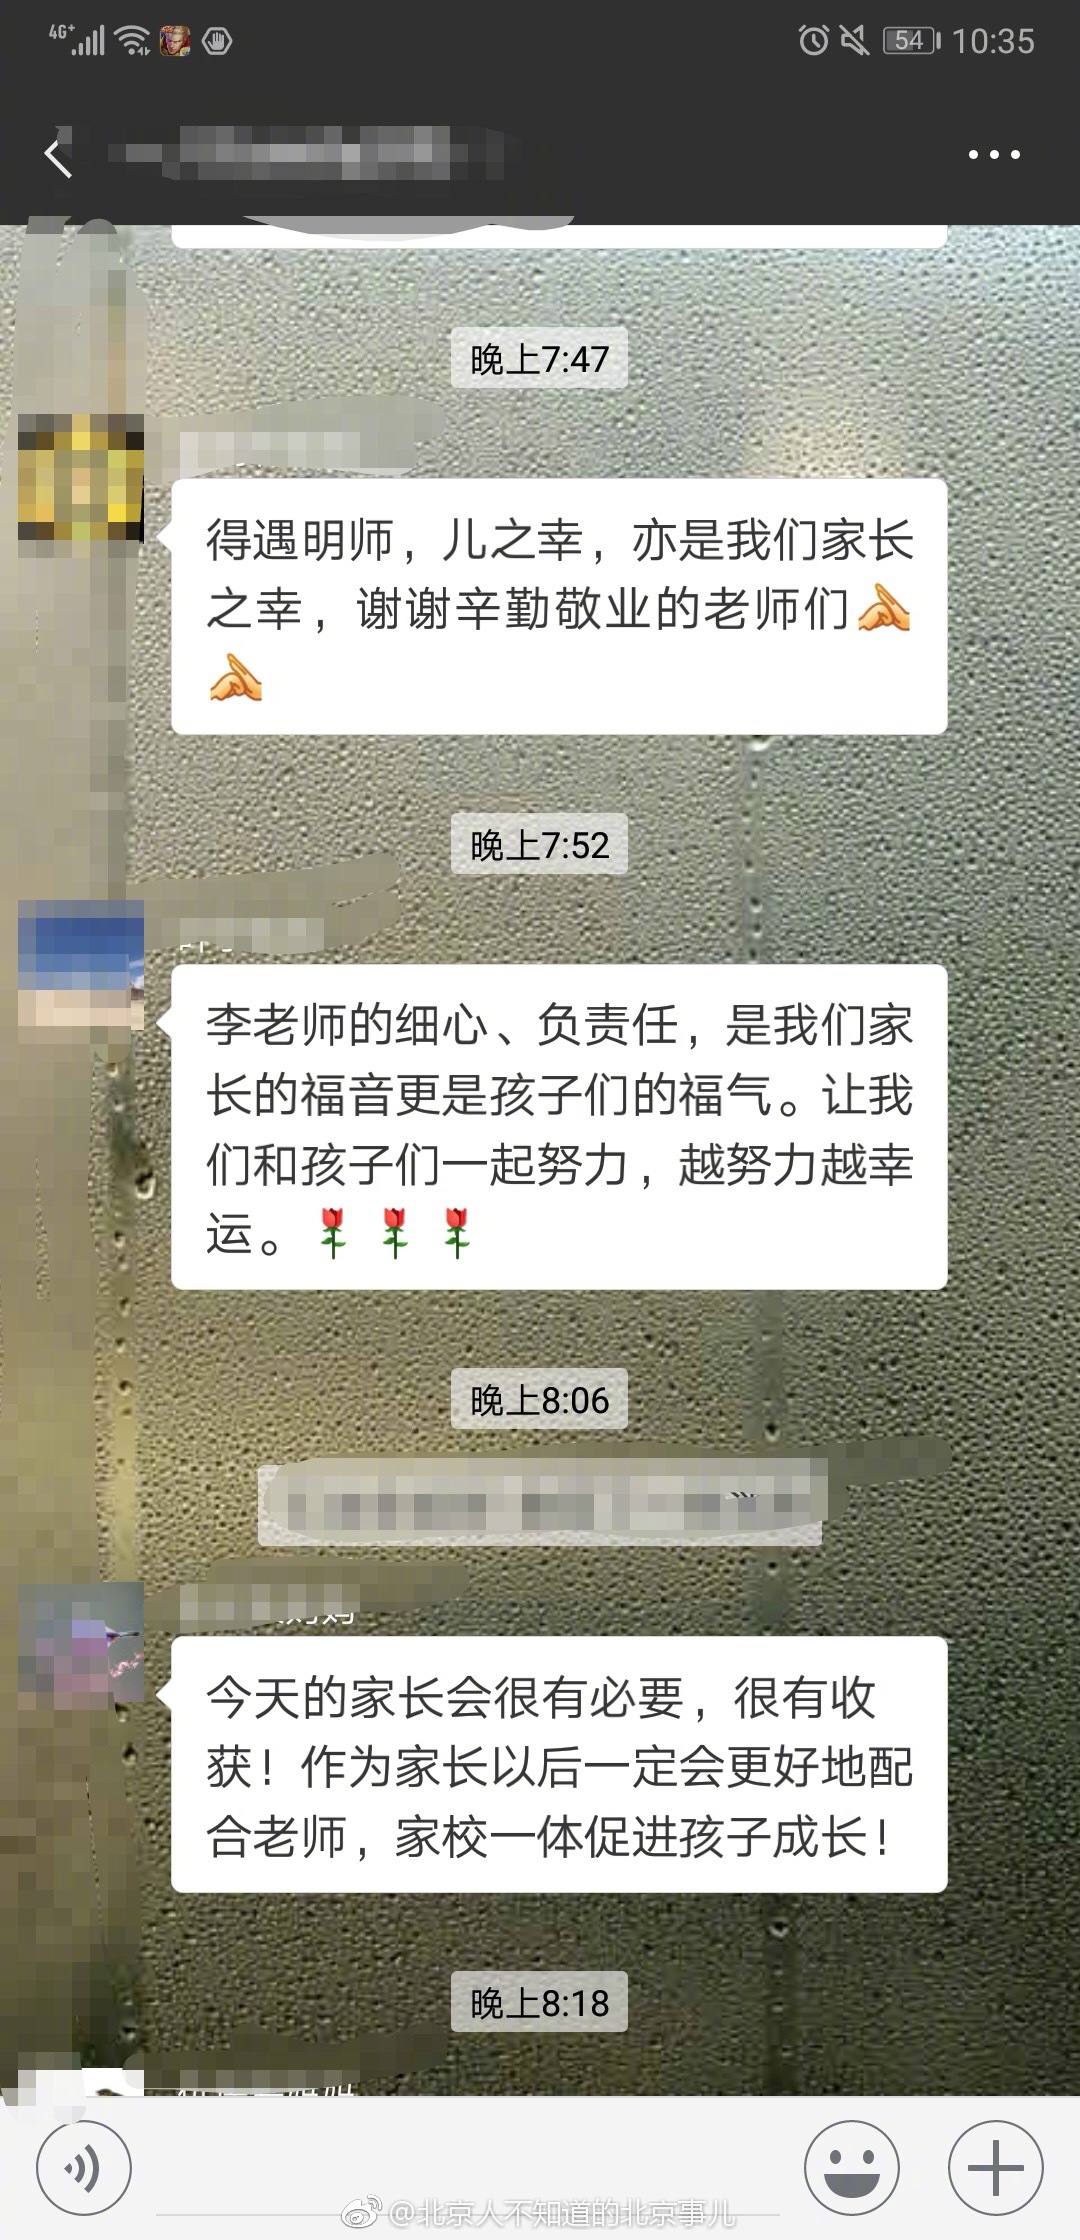 4G+
54 10:35
晚上7:47
得遇明师，儿之幸，亦是我们家长
之幸，谢谢辛勤敬业的老师们
晚上7:52
李老师的细心、负责任，是我们家
长的福音更是孩子们的福气。让我
们和孩子们一起努力，越努力越幸
运。🌹🌹🌹
晚上8:06
今天的家长会很有必要，很有收
获！作为家长以后一定会更好地配
合老师，家校一体促进孩子成长！
晚上8:18
@北京人不知道的北京事儿